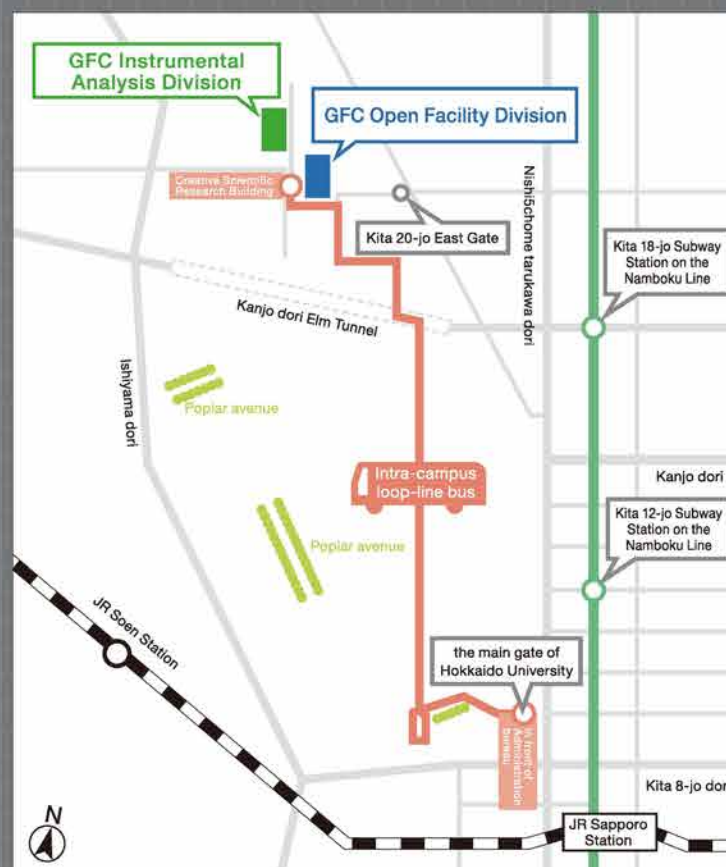 GFC Instrumental
Analysis Division
GFC Open Facility Division
Creative Scientific
Research Building
Kita 20-jo East Gate
Nishi5chome tarukawa dori
Kita 18-jo Subway
Station on the
Namboku Line
Kanjo dori Elm Tunnel
Ishiyama dori
Poplar avenue
Intra-campus
loop-line bus
Kanjo dori
Kita 12-jo Subway
Station on the
Namboku Line
Poplar avenue
JR Soen Station
the main gate of
Hokkaido University
In front of
Administration
bureau
Kita 8-jo dor
N
JR Sapporo
Station